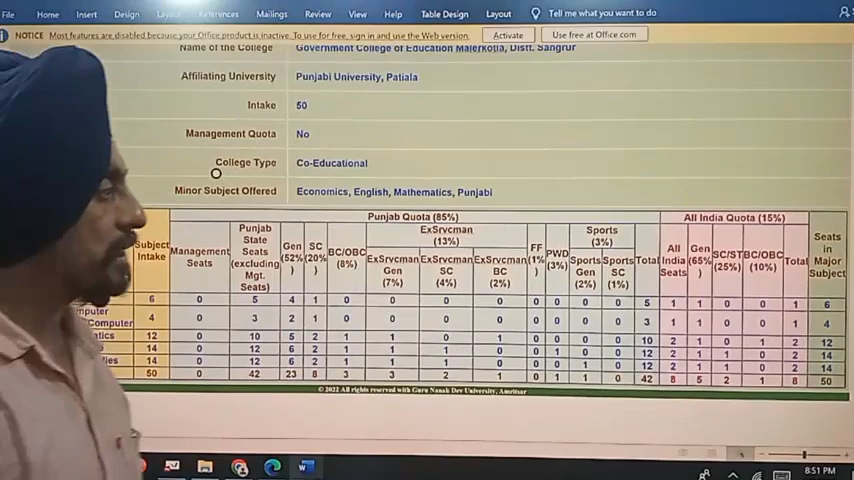 File Home Insert Design Layout References Mailings Review View Help Table Design Layout Tell me what you want to do
NOTICE Most features are disabled because your Office product is inactive. To use for free, sign in and use the Web version. Activate Use free at Office.com
Name of the College Government College of Education Malerkotla, Distt. Sangrur
Affiliating University Punjabi University, Patiala
Intake 50
Management Quota No
College Type Co-Educational
Minor Subject Offered Economics, English, Mathematics, Punjabi
Punjab Quota (85%) All India Quota (15%)
Subject Intake Management Seats Punjab State Seats (excluding Mgt. Seats) Gen (52%) SC (20%) BC/OBC (8%) ExSrvcman (13%) ExSrvcman Gen (7%) ExSrvcman SC (4%) ExSrvcman BC (2%) FF (1%) PWD (3%) Sports (3%) Sports Gen (2%) Sports SC (1%) Total All India Seats Gen (65%) SC/ST (25%) BC/OBC (10%) Total Seats in Major Subject
6 0 5 4 1 0 0 0 0 0 0 0 0 5 1 1 0 0 1 6
Computer 4 0 3 2 1 0 0 0 0 0 0 0 0 3 1 1 0 0 1 4
12 0 10 5 2 1 1 0 1 0 0 0 0 10 2 1 0 1 2 12
14 0 12 6 2 1 1 1 0 0 1 0 0 12 2 1 1 0 2 14
14 0 12 6 2 1 1 1 0 0 0 1 0 12 2 1 1 0 2 14
50 0 42 23 8 3 3 2 1 0 1 1 0 42 8 5 2 1 8 50
© 2022 All rights reserved with Guru Nanak Dev University, Amritsar
8:51 PM